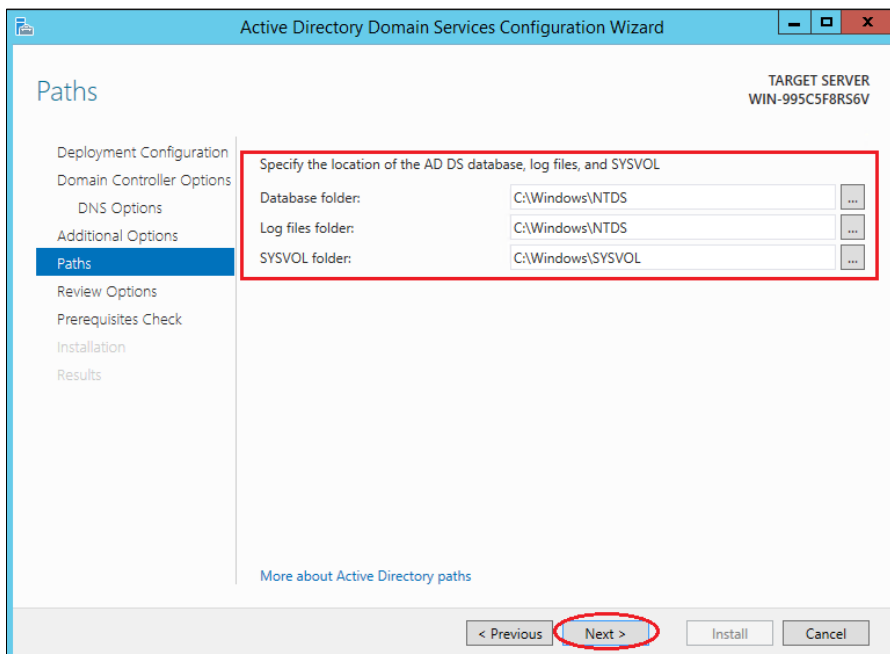 Active Directory Domain Services Configuration Wizard
Paths
TARGET SERVER
WIN-995C5F8RS6V
Deployment Configuration
Domain Controller Options
DNS Options
Additional Options
Paths
Review Options
Prerequisites Check
Installation
Results
Specify the location of the AD DS database, log files, and SYSVOL
Database folder: C:\Windows\NTDS ...
Log files folder: C:\Windows\NTDS ...
SYSVOL folder: C:\Windows\SYSVOL ...
More about Active Directory paths
< Previous Next > Install Cancel